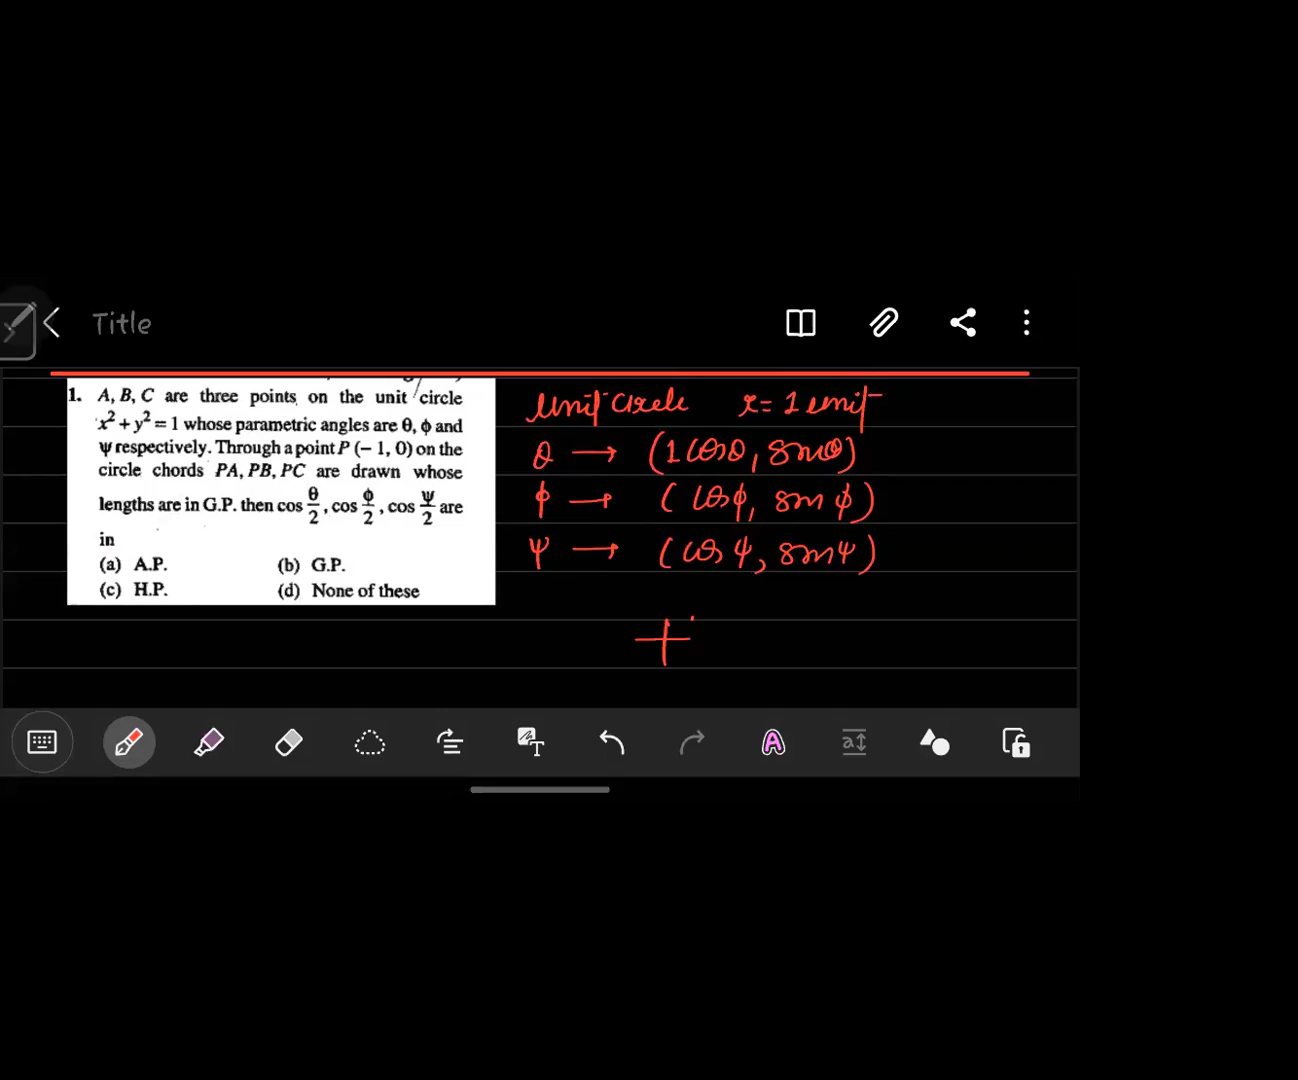 Title
1. A, B, C are three points on the unit circle
x² + y² = 1 whose parametric angles are θ, ϕ and
ψ respectively. Through a point P (− 1, 0) on the
circle chords PA, PB, PC are drawn whose
lengths are in G.P. then cos θ/2, cos ϕ/2, cos ψ/2 are
in
(a) A.P. (b) G.P.
(c) H.P. (d) None of these
unit circle r = 1 unit
θ → (1 cosθ, sinθ)
ϕ → (cosϕ, sin ϕ)
ψ → (cos ψ, sinψ)
T
A
a